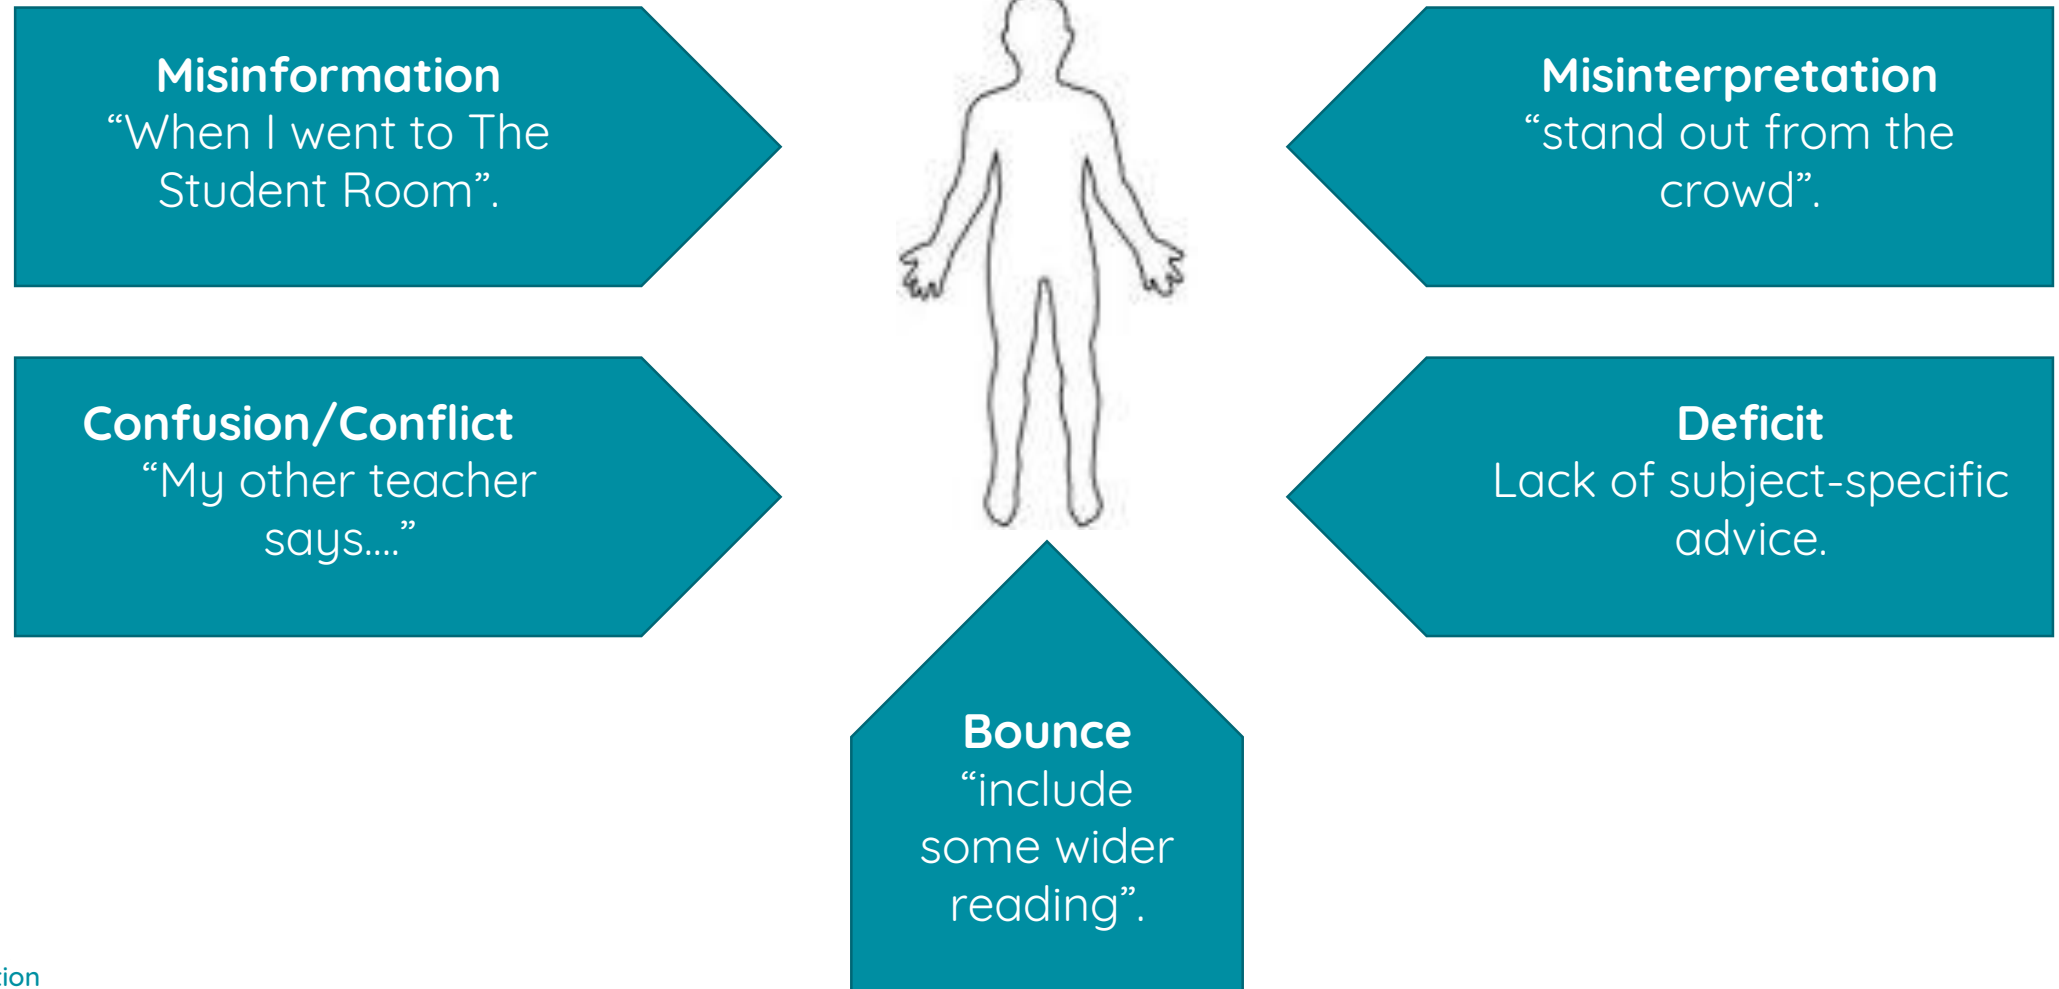 Misinformation
“When I went to The
Student Room”.
Misinterpretation
“stand out from the
crowd”.
Confusion/Conflict
“My other teacher
says....”
Deficit
Lack of subject-specific
advice.
Bounce
“include
some wider
reading”.